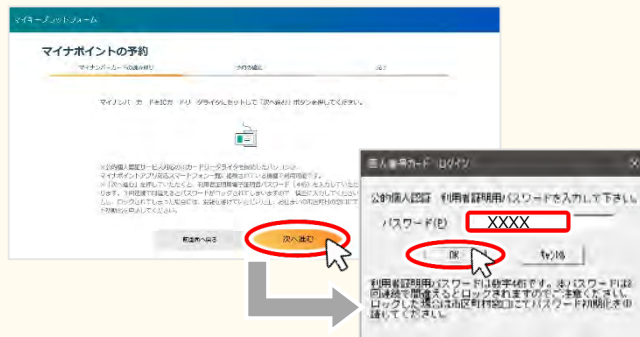 マイキープラットフォーム
マイナポイントの予約
マイナンバーカードの読み取り
予約の確認
完了
マイナンバーカードをICカードリーダライタにセットして「次へ進む」ボタンを押してください。
前画面へ戻る
次へ進む
個人番号カード ログイン
公的個人認証 利用者証明用パスワードを入力して下さい。
パスワード(P)
XXXX
OK
キャンセル
利用者証明用パスワードは数字4桁です。本パスワードは3
回連続で間違えるとロックされますのでご注意ください。
ロックした場合は市区町村窓口にてパスワード初期化を申
請してください。